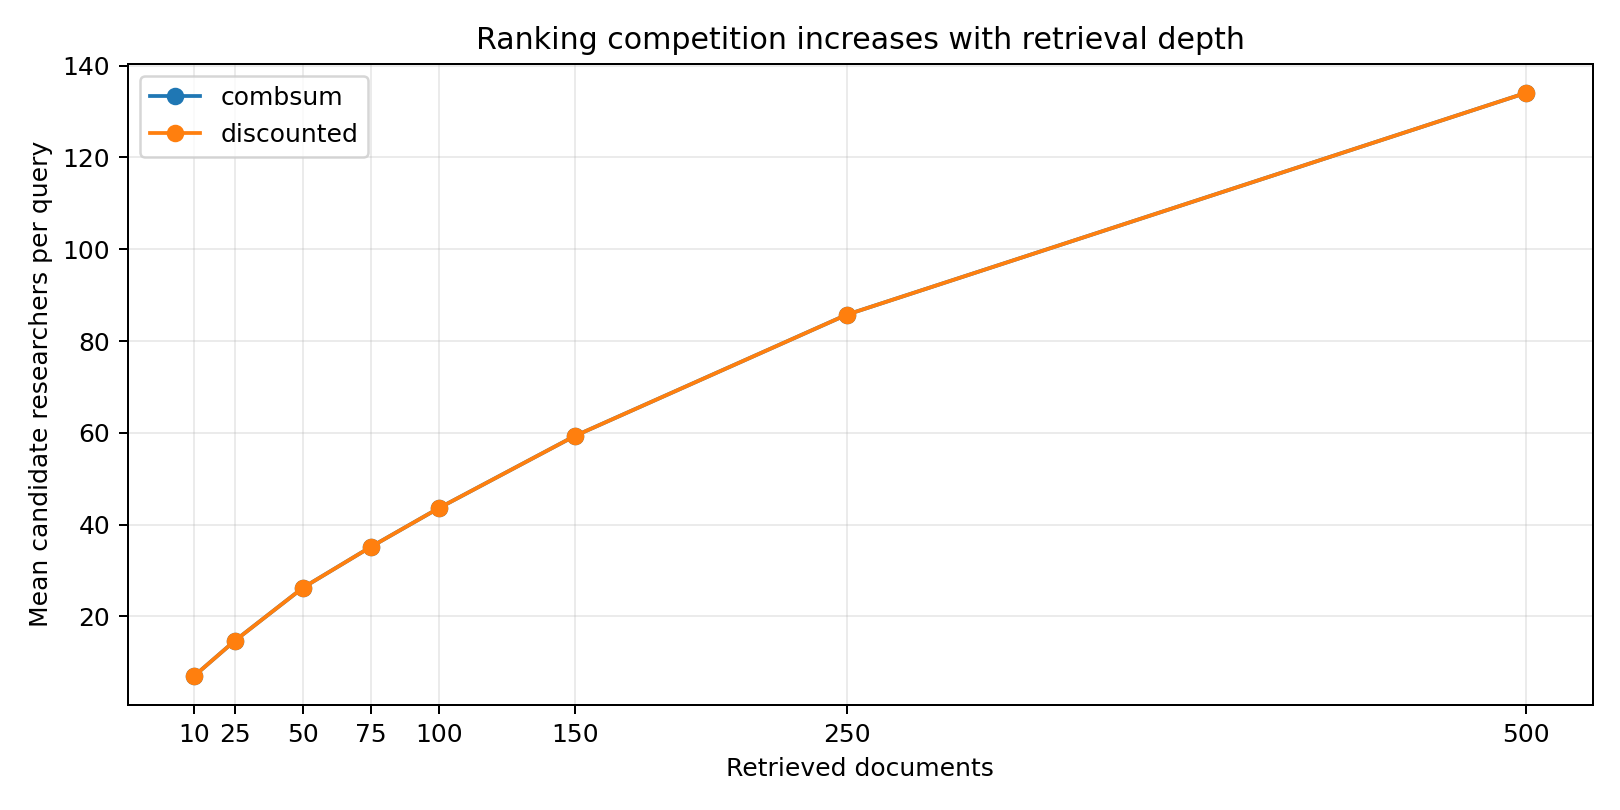 Ranking competition increases with retrieval depth
combsum
discounted
Mean candidate researchers per query
140
120
100
80
60
40
20
10 25 50 75 100 150 250 500
Retrieved documents